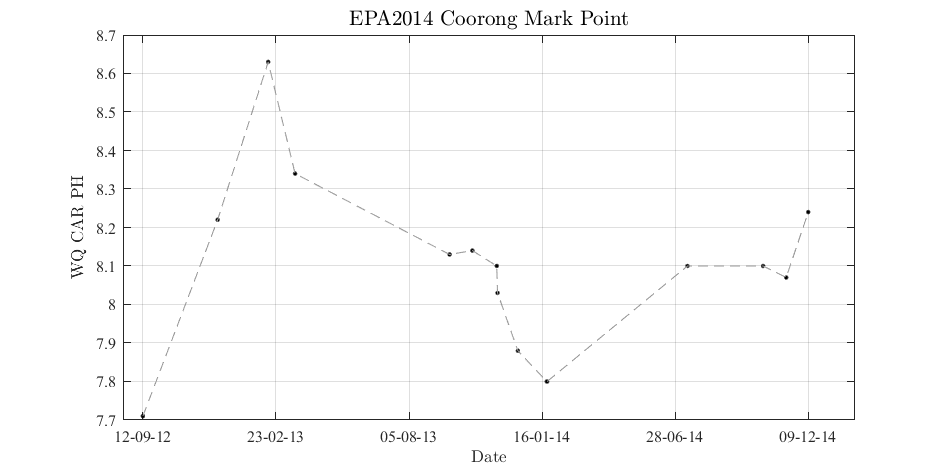 EPA2014 Coorong Mark Point
WQ CAR PH
8.7
8.6
8.5
8.4
8.3
8.2
8.1
8
7.9
7.8
7.7
12-09-12 23-02-13 05-08-13 16-01-14 28-06-14 09-12-14
Date